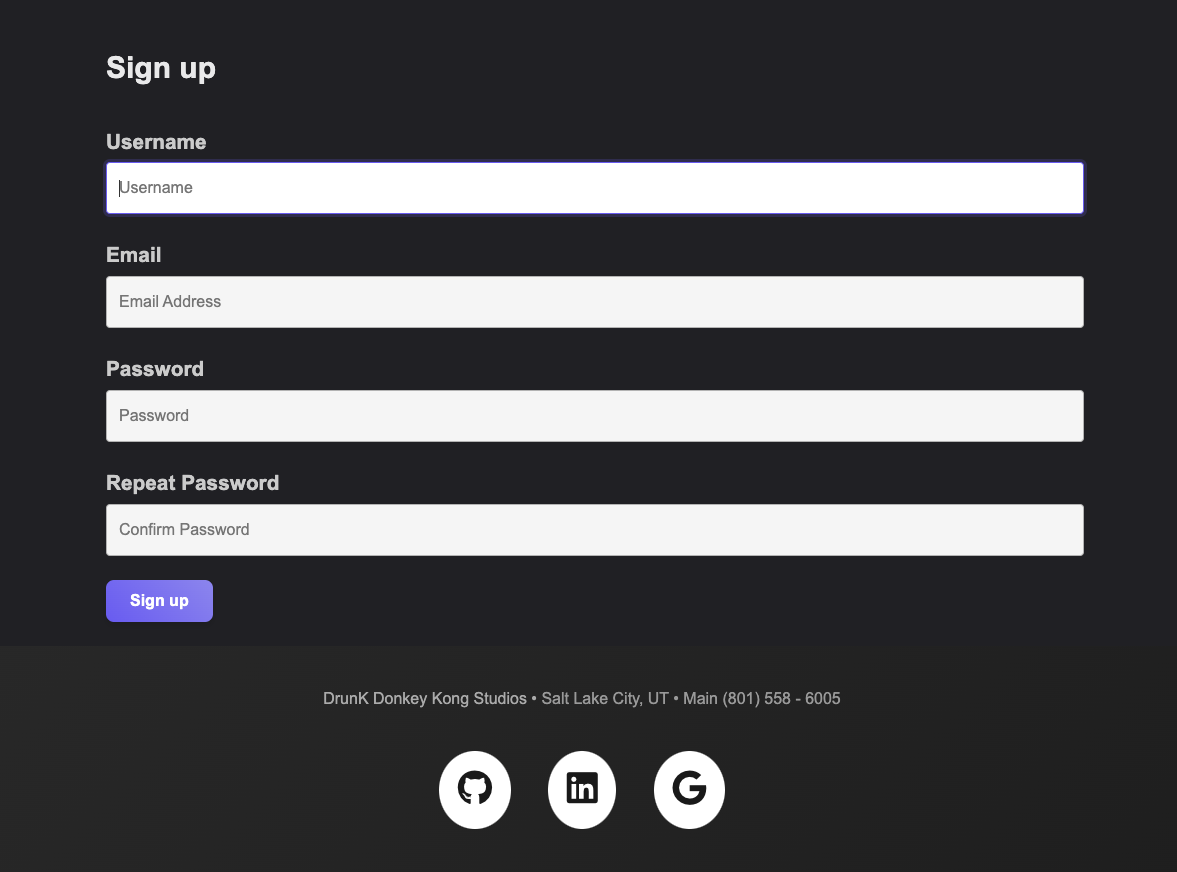 Sign up
Username
Username
Email
Email Address
Password
Password
Repeat Password
Confirm Password
Sign up
DrunK Donkey Kong Studios • Salt Lake City, UT • Main (801) 558 - 6005
in
G